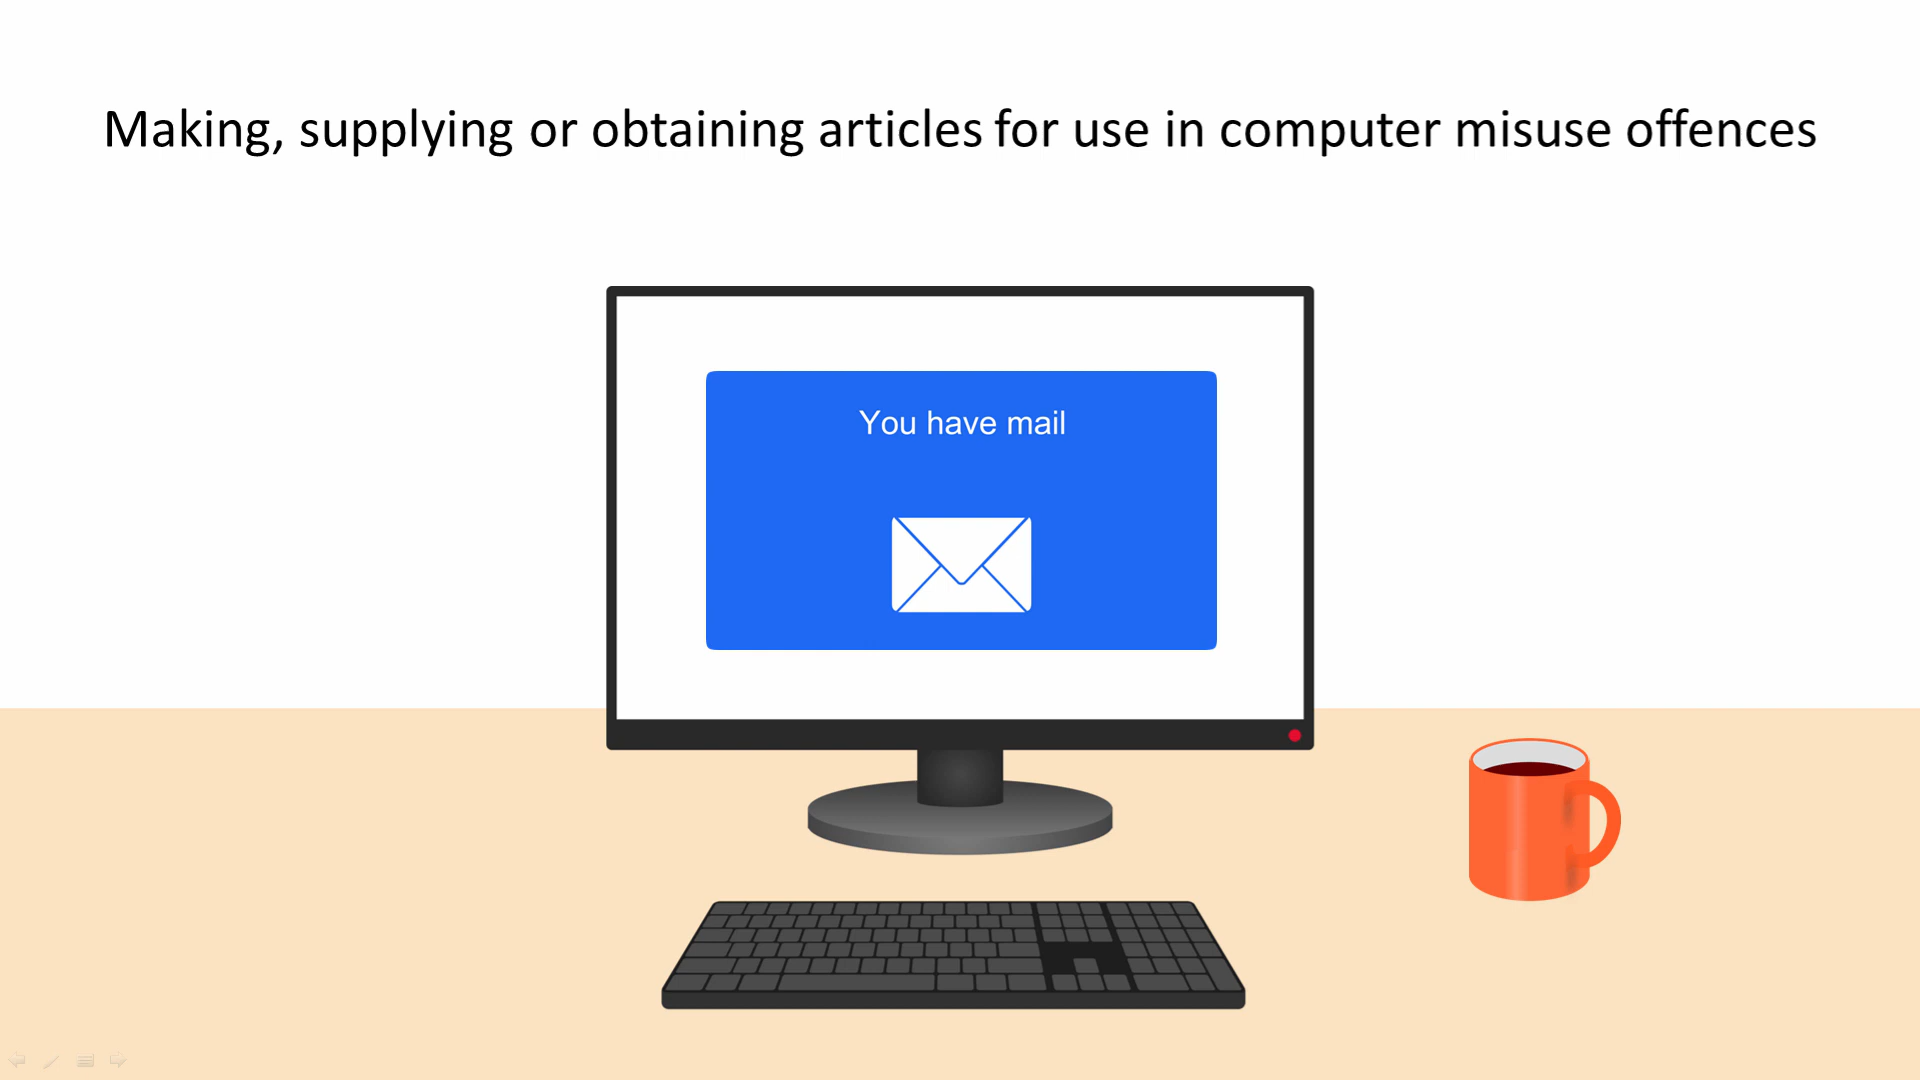 Making, supplying or obtaining articles for use in computer misuse offences
You have mail